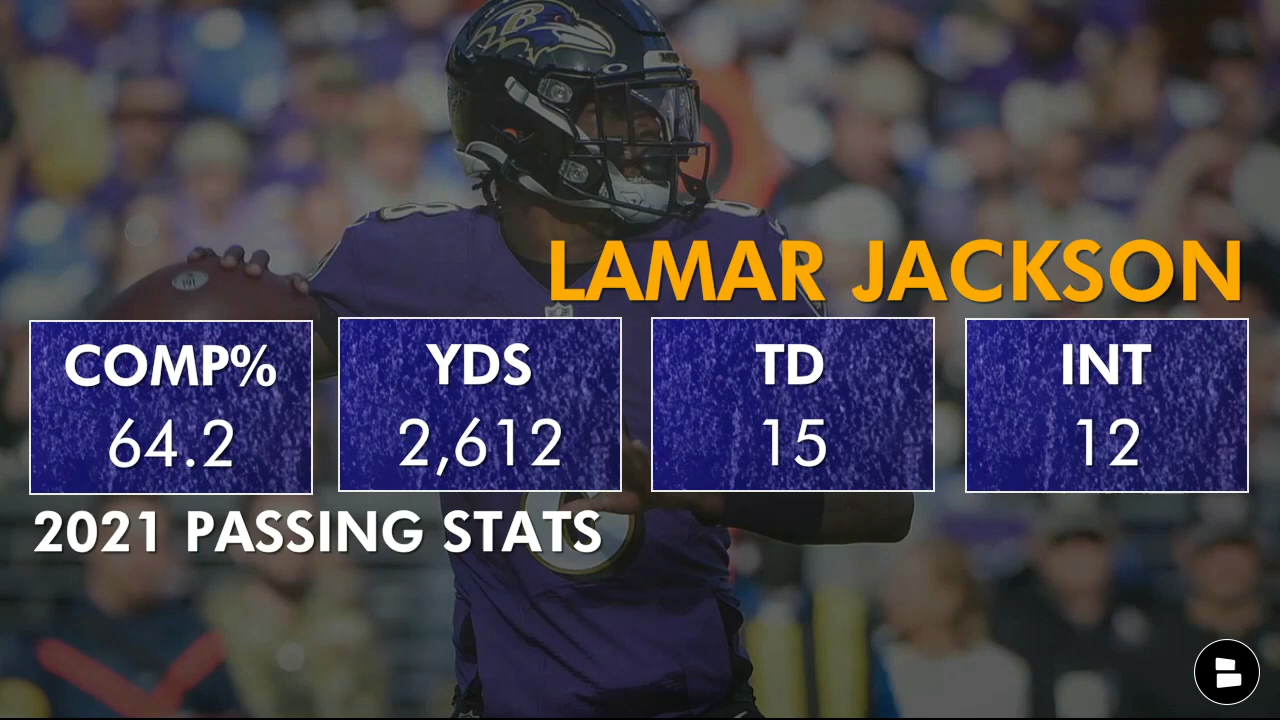 LAMAR JACKSON
COMP% YDS TD INT
64.2 2,612 15 12
2021 PASSING STATS